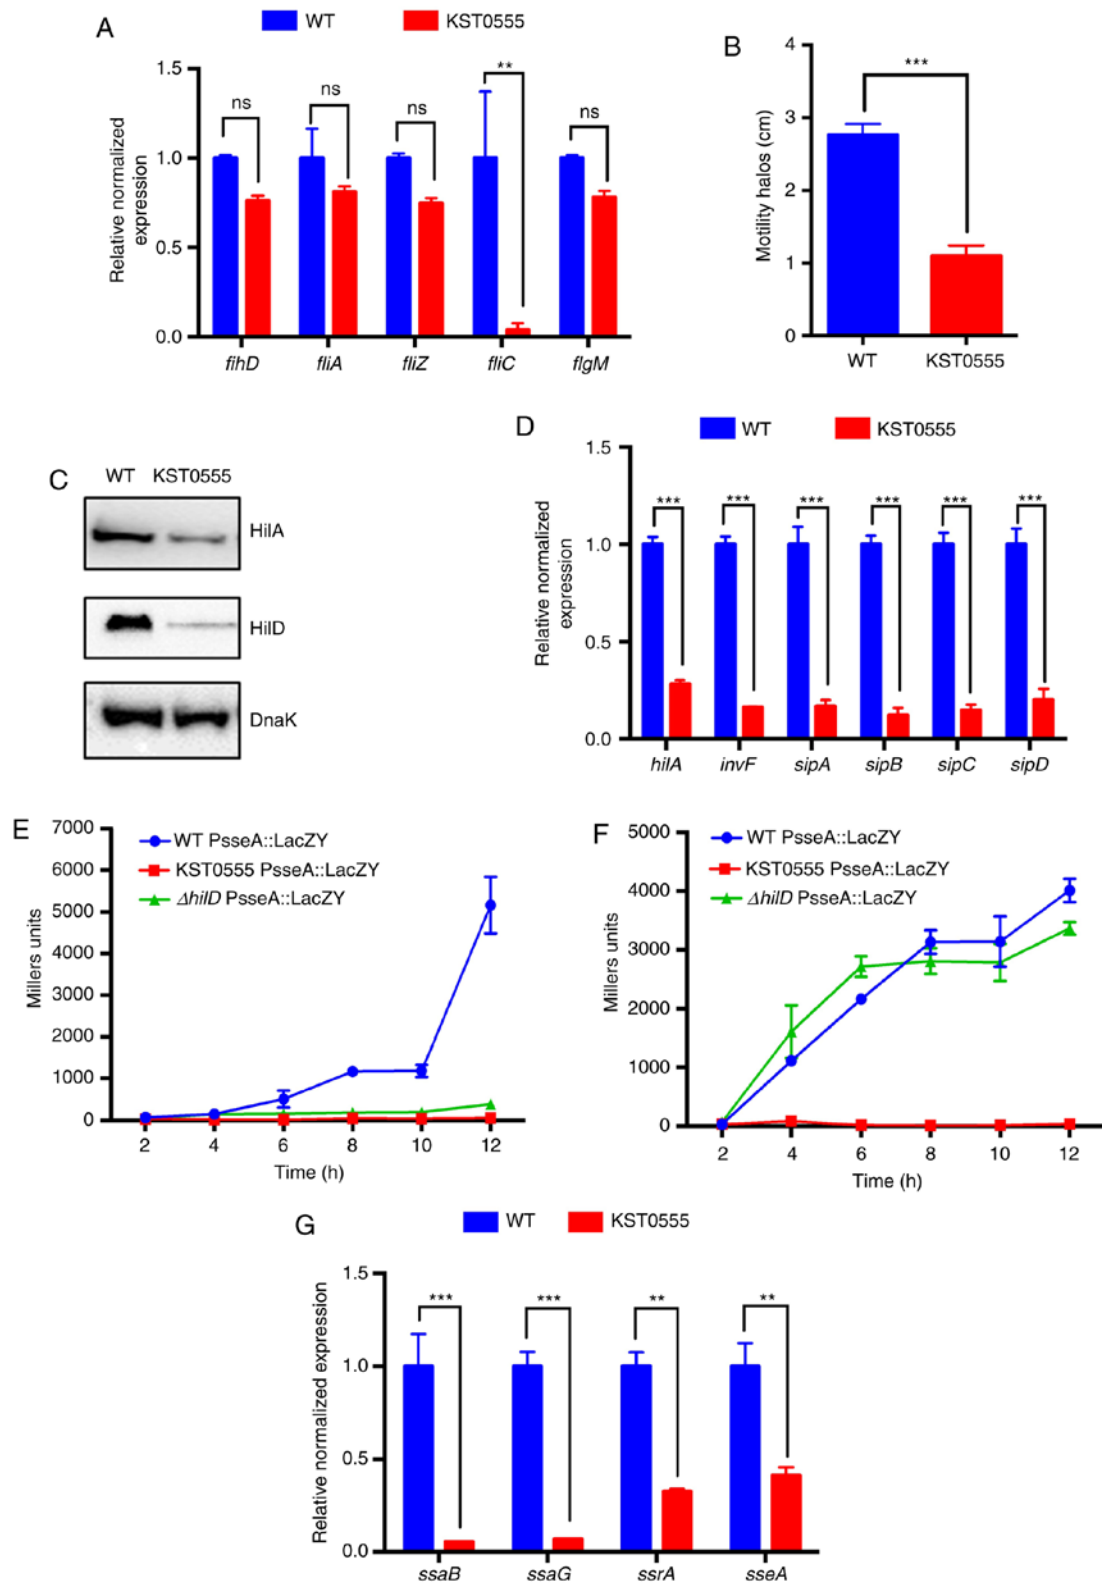 A
WT
KST0555
Relative normalized
expression
1.5
1.0
0.5
0.0
ns
ns
ns
**
ns
flhD
fliA
fliZ
fliC
flgM
B
Motility halos (cm)
4
3
2
1
0
***
WT
KST0555
C
WT
KST0555
HilA
HilD
DnaK
D
WT
KST0555
Relative normalized
expression
1.5
1.0
0.5
0.0
***
***
***
***
***
***
hilA
invF
sipA
sipB
sipC
sipD
E
Millers units
7000
6000
5000
4000
3000
2000
1000
0
WT PsseA::LacZY
KST0555 PsseA::LacZY
ΔhilD PsseA::LacZY
2
4
6
8
10
12
Time (h)
F
Millers units
5000
4000
3000
2000
1000
0
WT PsseA::LacZY
KST0555 PsseA::LacZY
ΔhilD PsseA::LacZY
2
4
6
8
10
12
Time (h)
G
WT
KST0555
Relative normalized expression
1.5
1.0
0.5
0.0
***
***
**
**
ssaB
ssaG
ssrA
sseA